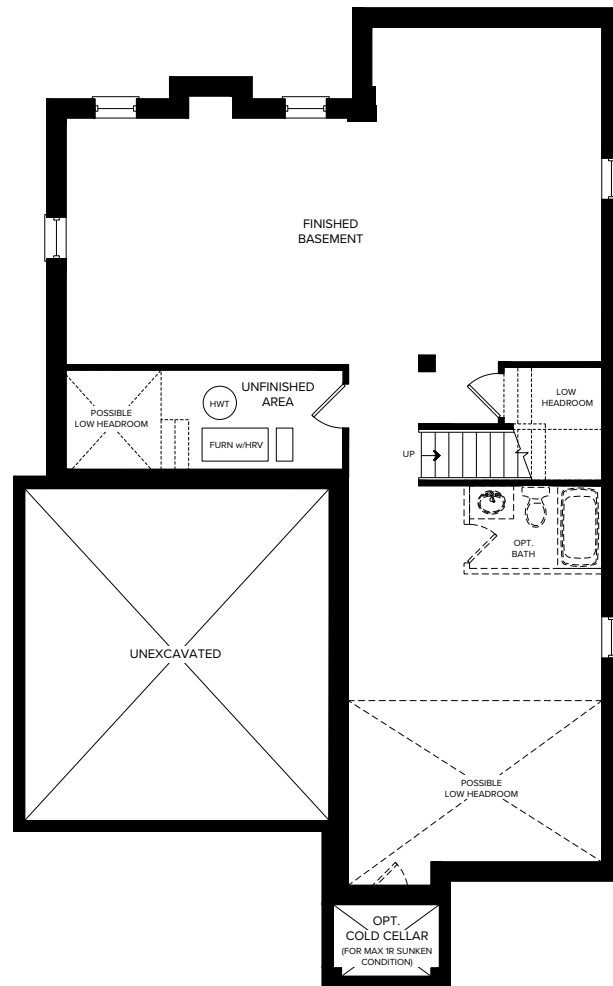 FINISHED
BASEMENT
UNFINISHED
AREA
HWT
POSSIBLE
LOW HEADROOM
FURN w/HRV
LOW
HEADROOM
UP
OPT.
BATH
UNEXCAVATED
POSSIBLE
LOW HEADROOM
OPT.
COLD CELLAR
(FOR MAX 1R SUNKEN
CONDITION)